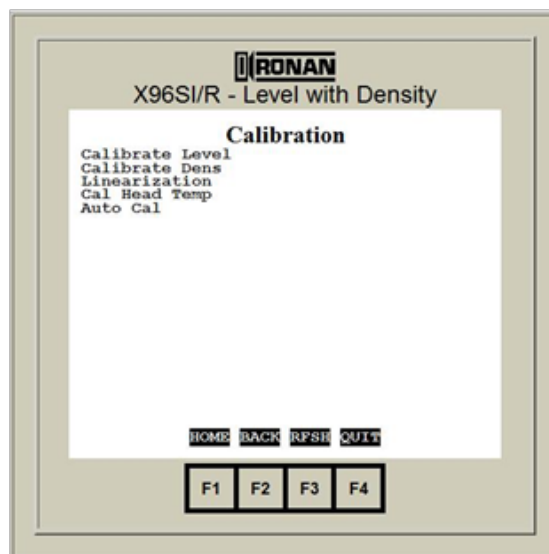 RONAN
X96SI/R - Level with Density
Calibration
Calibrate Level
Calibrate Dens
Linearization
Cal Head Temp
Auto Cal
HOME BACK RFSH QUIT
F1 F2 F3 F4